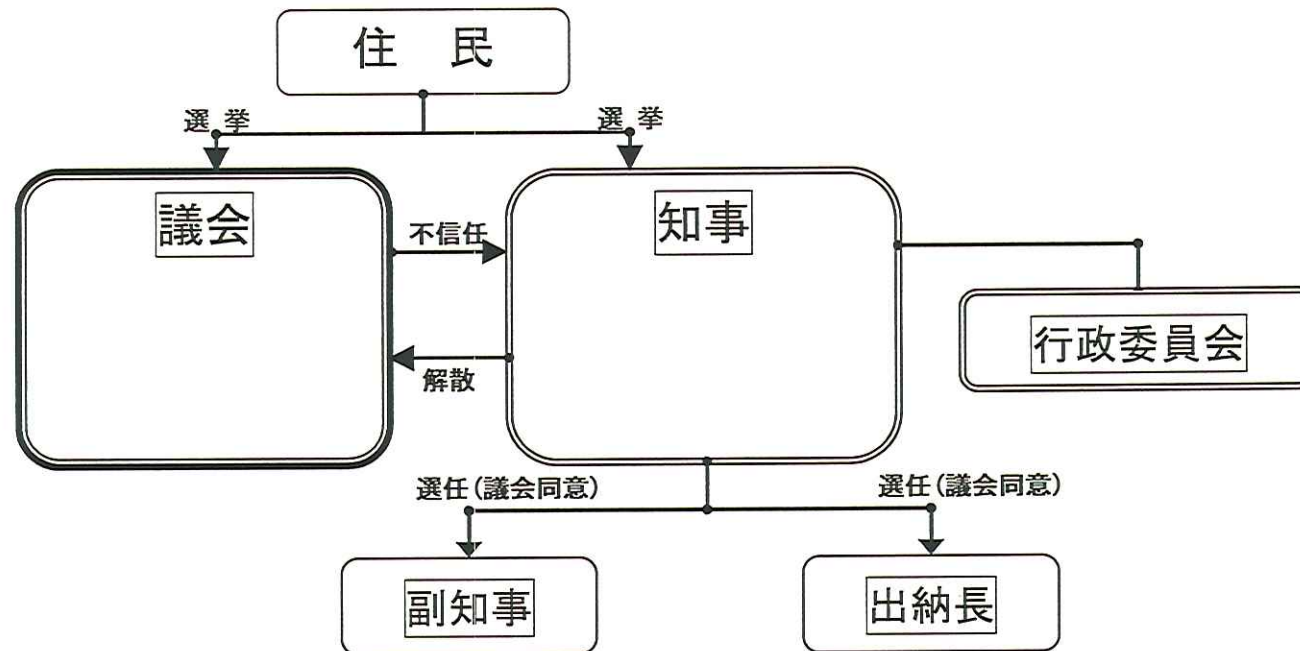 住　民
選 挙
選 挙
議会
不信任
知事
行政委員会
解散
選任(議会同意)
選任(議会同意)
副知事
出納長